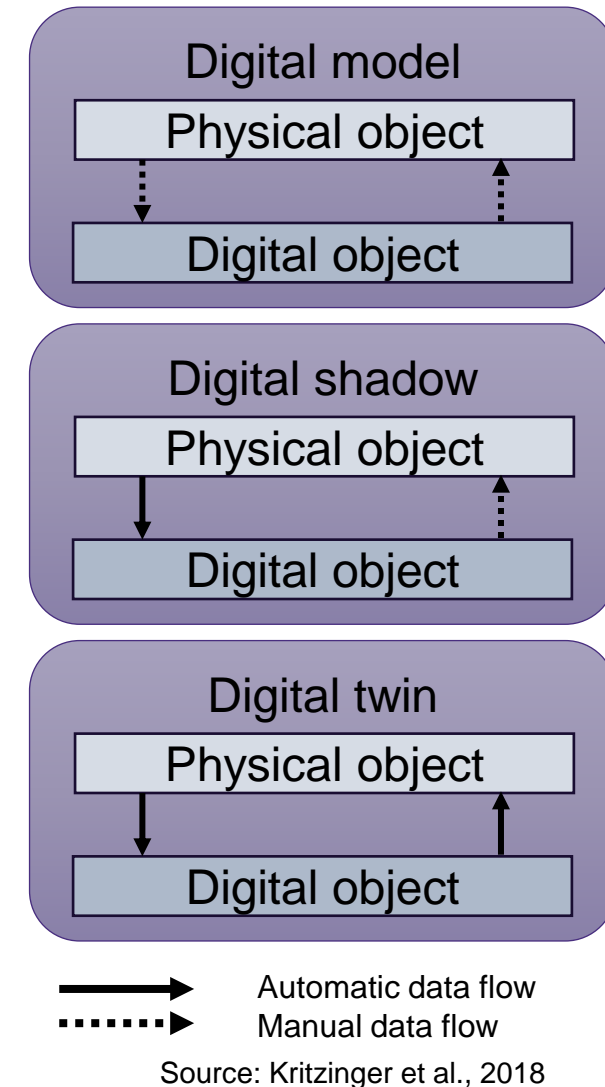 Digital model
Physical object
Digital object
Digital shadow
Physical object
Digital object
Digital twin
Physical object
Digital object
Automatic data flow
Manual data flow
Source: Kritzinger et al., 2018